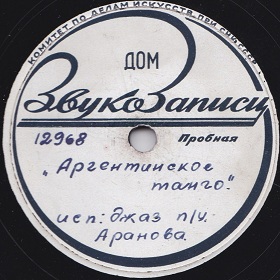 КОМИТЕТ ПО ДЕЛАМ ИСКУССТВ ПРИ СНК СССР
ДОМ
ЗвукоЗаписи
12968
Пробная
„Аргентинское
танго."
исп: джаз п/у.
Аранова.